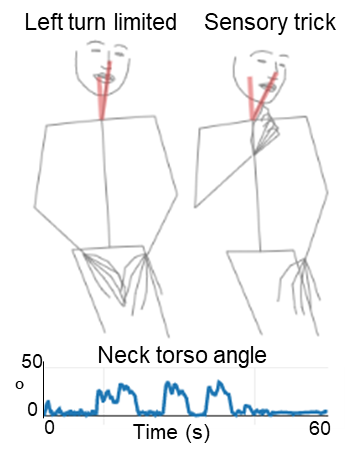 Left turn limited
Sensory trick
Neck torso angle
50
o
0
0
Time (s)
60